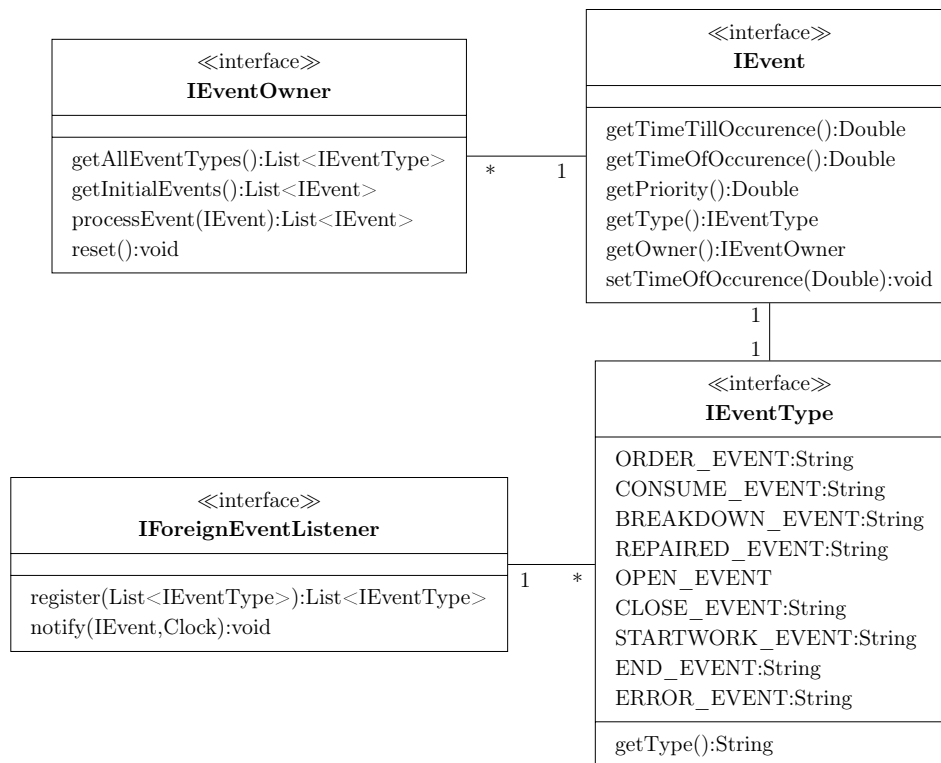 ≪interface≫
IEventOwner
getAllEventTypes():List<IEventType>
getInitialEvents():List<IEvent>
processEvent(IEvent):List<IEvent>
reset():void
* 1
≪interface≫
IEvent
getTimeTillOccurence():Double
getTimeOfOccurence():Double
getPriority():Double
getType():IEventType
getOwner():IEventOwner
setTimeOfOccurence(Double):void
1
1
≪interface≫
IEventType
ORDER_EVENT:String
CONSUME_EVENT:String
BREAKDOWN_EVENT:String
REPAIRED_EVENT:String
OPEN_EVENT
CLOSE_EVENT:String
STARTWORK_EVENT:String
END_EVENT:String
ERROR_EVENT:String
getType():String
≪interface≫
IForeignEventListener
register(List<IEventType>):List<IEventType>
notify(IEvent,Clock):void
1 *